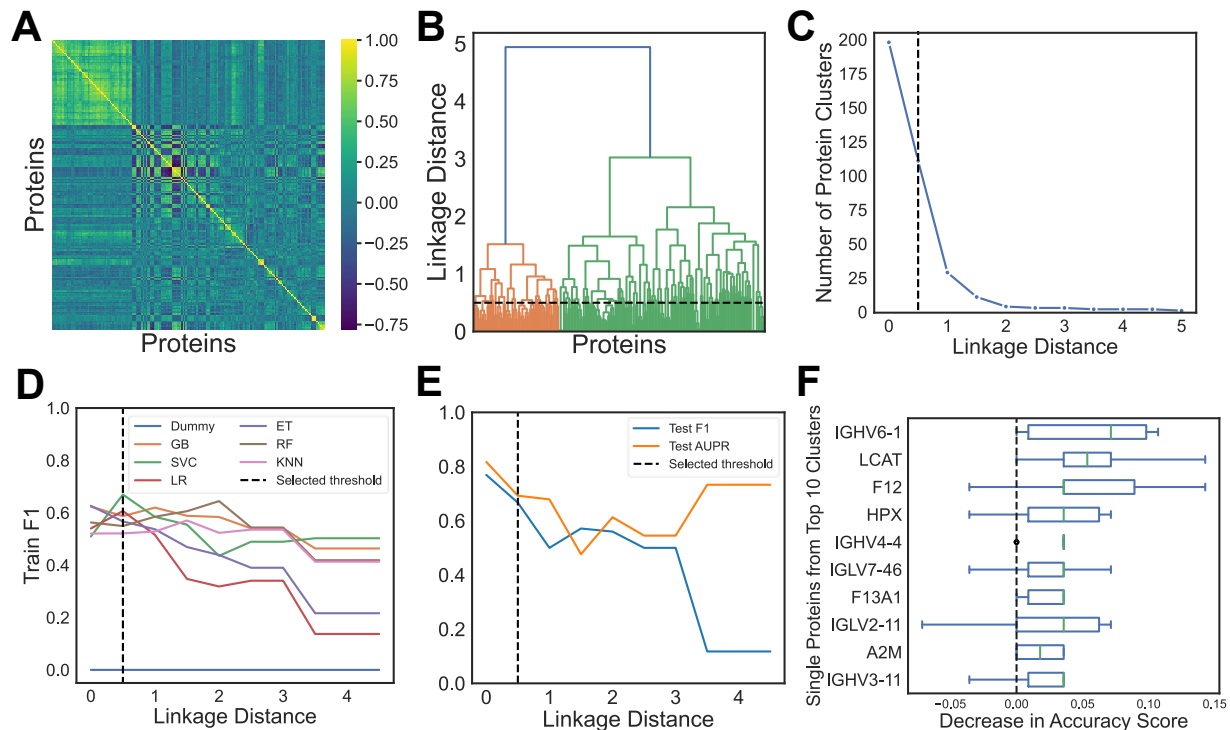 A
1.00
0.75
0.50
0.25
0.00
−0.25
−0.50
−0.75
Proteins
Proteins
B
5
4
3
2
1
0
Linkage Distance
Proteins
C
200
175
150
125
100
75
50
25
0
Number of Protein Clusters
0 1 2 3 4 5
Linkage Distance
D
1.0
0.8
0.6
0.4
0.2
0.0
Train F1
Dummy
GB
SVC
LR
ET
RF
KNN
Selected threshold
0 1 2 3 4
Linkage Distance
E
1.0
0.8
0.6
0.4
0.2
0.0
Test F1
Test AUPR
Selected threshold
0 1 2 3 4
Linkage Distance
F
Single Proteins from Top 10 Clusters
IGHV6-1
LCAT
F12
HPX
IGHV4-4
IGLV7-46
F13A1
IGLV2-11
A2M
IGHV3-11
−0.05 0.00 0.05 0.10 0.15
Decrease in Accuracy Score